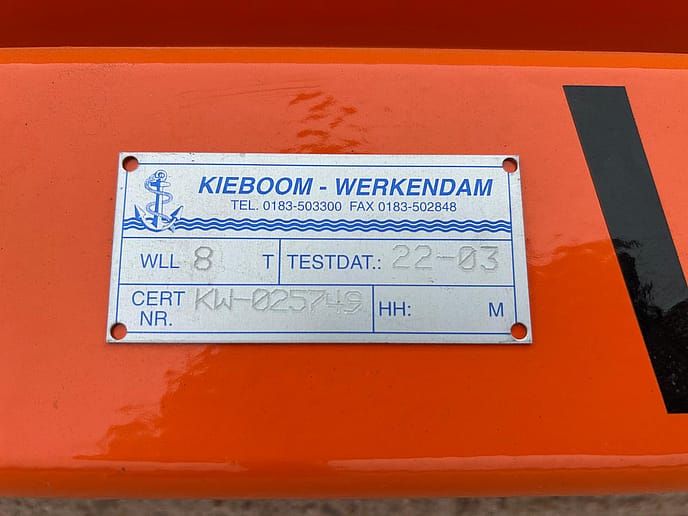 KIEBOOM - WERKENDAM
TEL. 0183-503300 FAX 0183-502848
WLL 8 T TESTDAT.: 22-03
CERT NR. KW-025749 HH: M